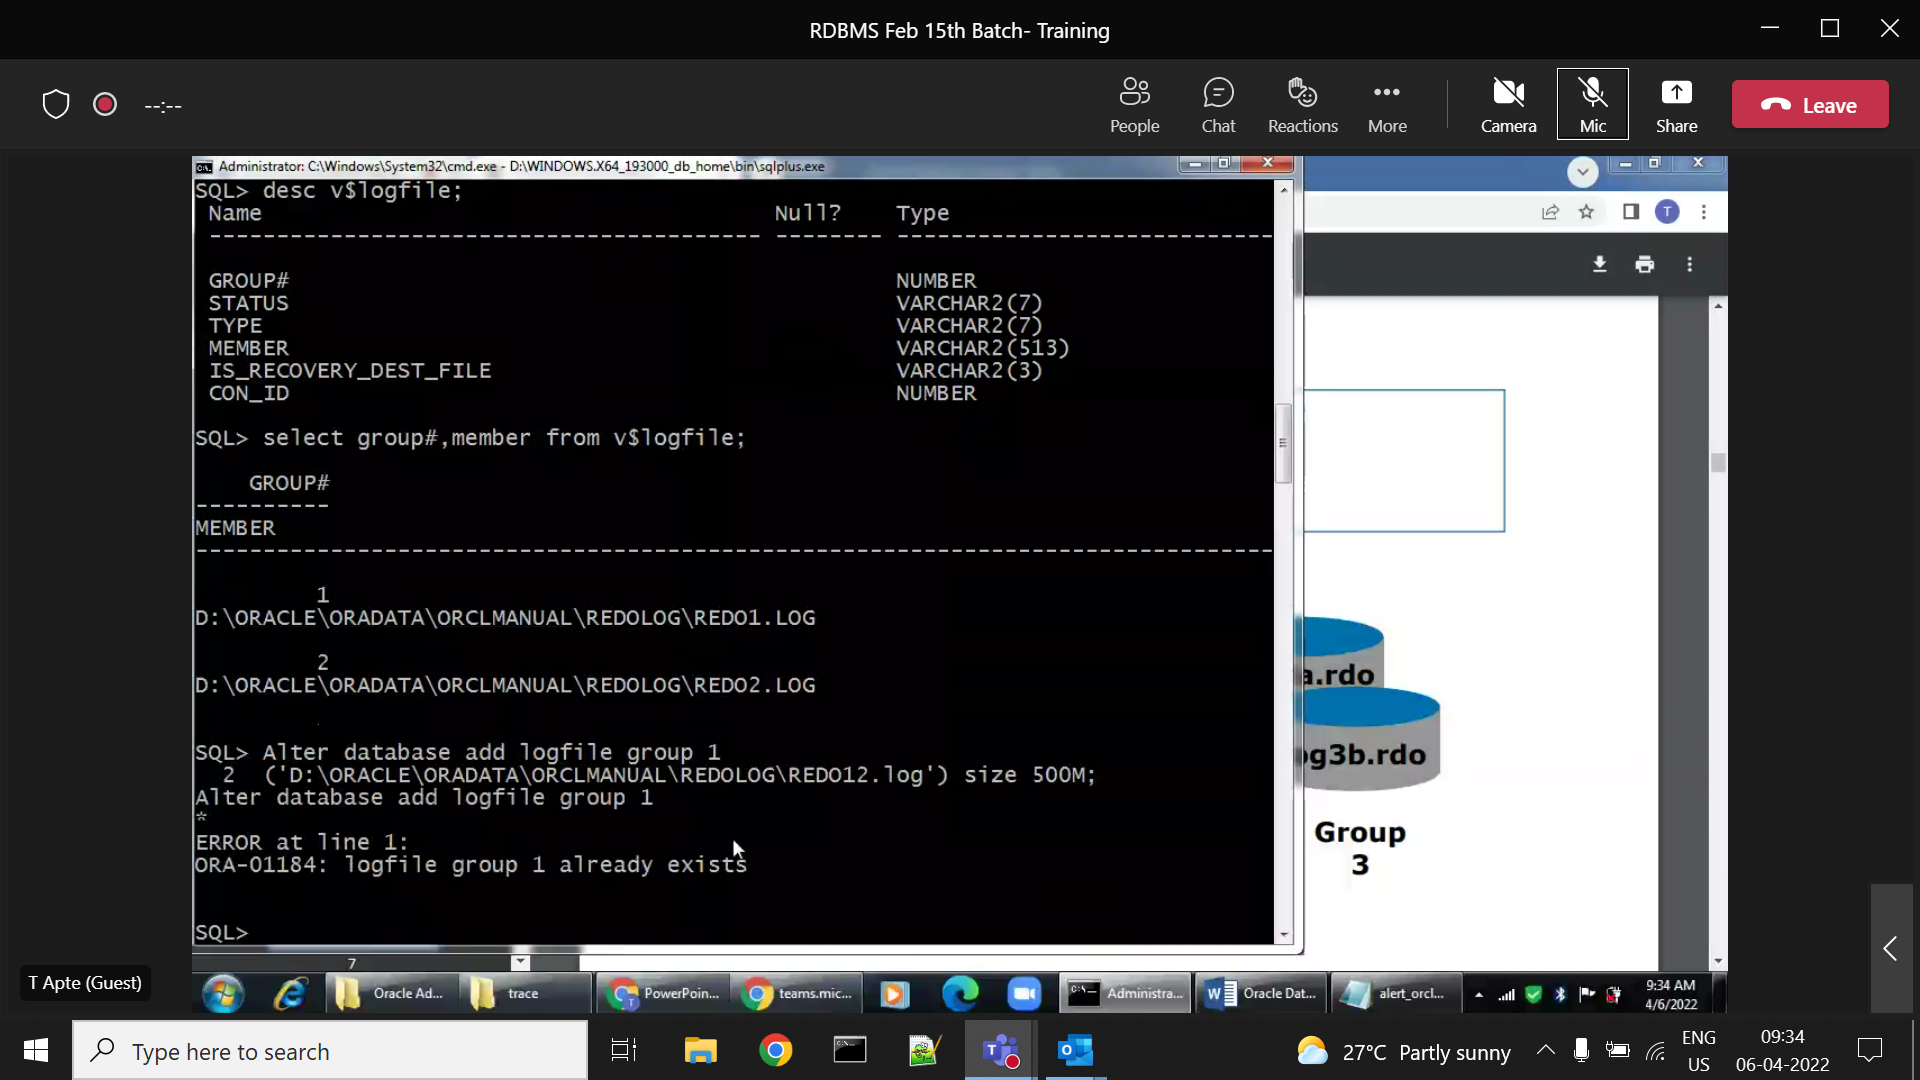 RDBMS Feb 15th Batch- Training
--:--
People
Chat
Reactions
More
Camera
Mic
Share
Leave
Administrator: C:\Windows\System32\cmd.exe - D:\WINDOWS.X64_193000_db_home\bin\sqlplus.exe
SQL> desc v$logfile;
Name Null? Type
----------------------------------------- -------- ----------------------------
GROUP# NUMBER
STATUS VARCHAR2(7)
TYPE VARCHAR2(7)
MEMBER VARCHAR2(513)
IS_RECOVERY_DEST_FILE VARCHAR2(3)
CON_ID NUMBER
SQL> select group#,member from v$logfile;
GROUP#
----------
MEMBER
--------------------------------------------------------------------------------
1
D:\ORACLE\ORADATA\ORCLMANUAL\REDOLOG\REDO1.LOG
2
D:\ORACLE\ORADATA\ORCLMANUAL\REDOLOG\REDO2.LOG
SQL> Alter database add logfile group 1
2 ('D:\ORACLE\ORADATA\ORCLMANUAL\REDOLOG\REDO12.log') size 500M;
Alter database add logfile group 1
*
ERROR at line 1:
ORA-01184: logfile group 1 already exists
SQL>
T
a.rdo
og3b.rdo
Group
3
7
T Apte (Guest)
Oracle Ad...
trace
PowerPoin...
teams.mic...
Administra...
Oracle Dat...
alert_orcl...
9:34 AM
4/6/2022
Type here to search
27°C Partly sunny
ENG
US
09:34
06-04-2022